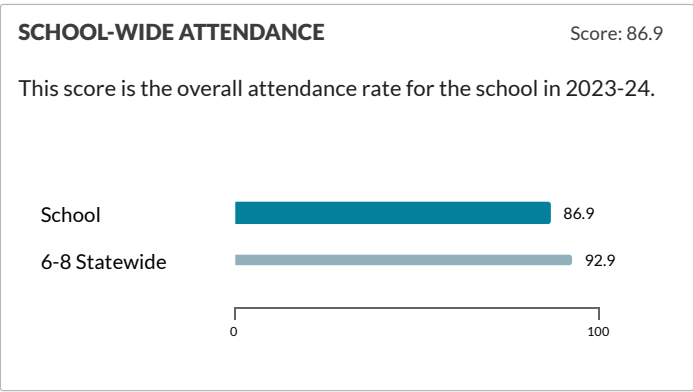 SCHOOL-WIDE ATTENDANCE Score: 86.9
This score is the overall attendance rate for the school in 2023-24.
School 86.9
6-8 Statewide 92.9
0 100